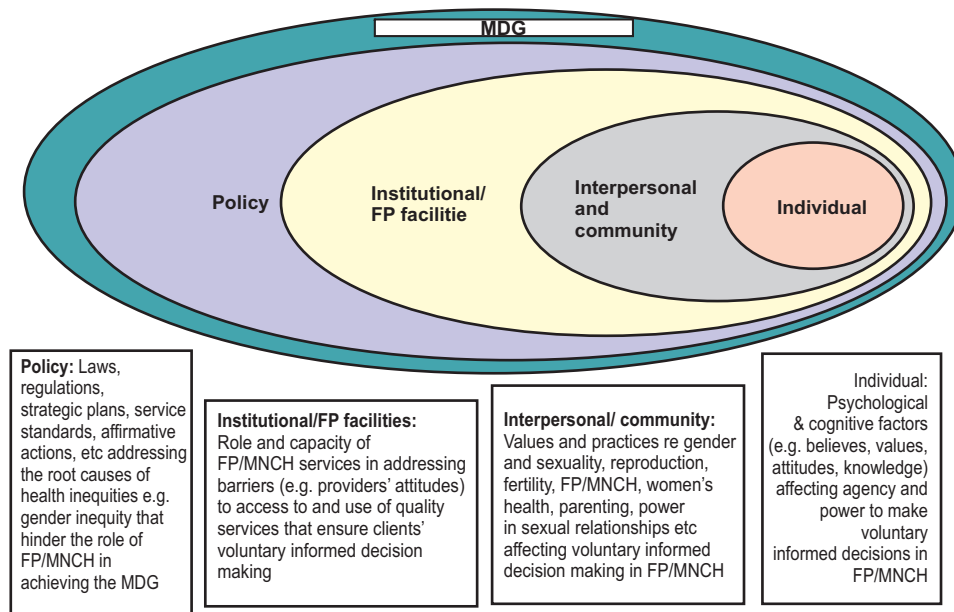 MDG
Policy
Institutional/
FP facilitie
Interpersonal
and
community
Individual
Policy: Laws,
regulations,
strategic plans, service
standards, affirmative
actions, etc addressing
the root causes of
health inequities e.g.
gender inequity that
hinder the role of
FP/MNCH in
achieving the MDG
Institutional/FP facilities:
Role and capacity of
FP/MNCH services in addressing
barriers (e.g. providers' attitudes)
to access to and use of quality
services that ensure clients'
voluntary informed decision
making
Interpersonal/ community:
Values and practices re gender
and sexuality, reproduction,
fertility, FP/MNCH, women's
health, parenting, power
in sexual relationships etc
affecting voluntary informed
decision making in FP/MNCH
Individual:
Psychological
& cognitive factors
(e.g. believes, values,
attitudes, knowledge)
affecting agency and
power to make
voluntary
informed decisions in
FP/MNCH